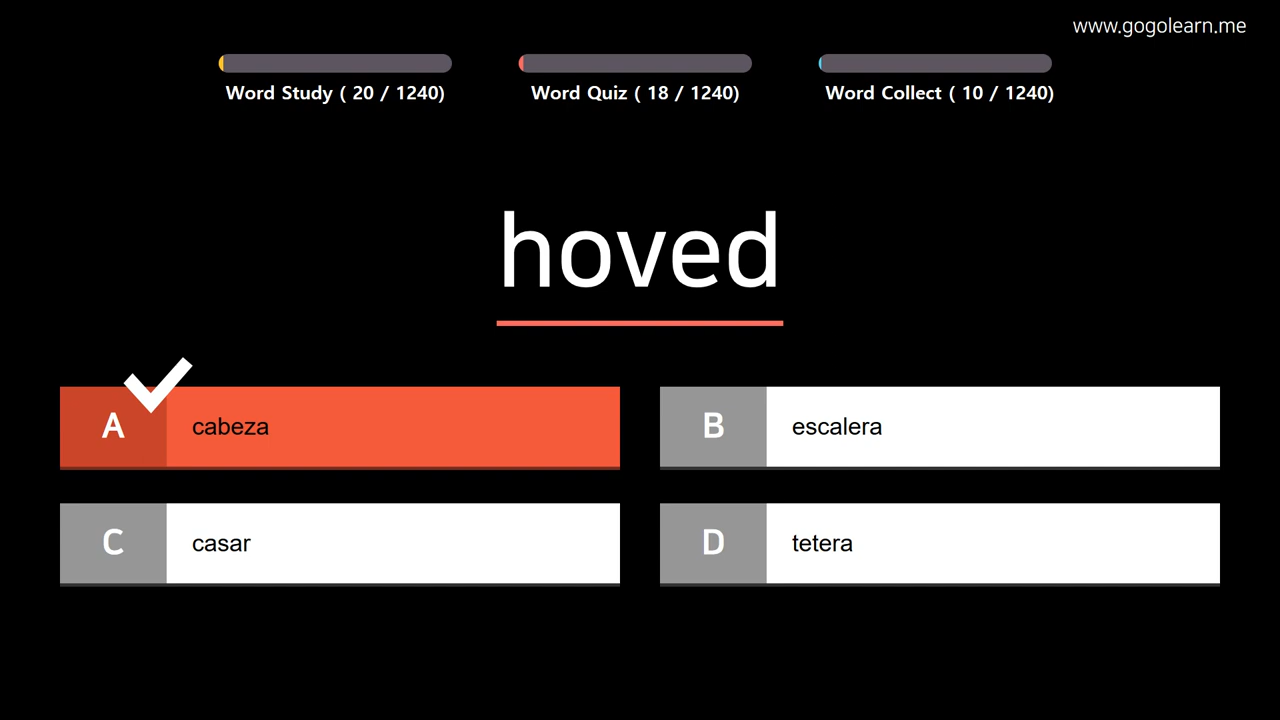 www.gogolearn.me
Word Study ( 20 / 1240)
Word Quiz ( 18 / 1240)
Word Collect ( 10 / 1240)
hoved
A cabeza
B escalera
C casar
D tetera